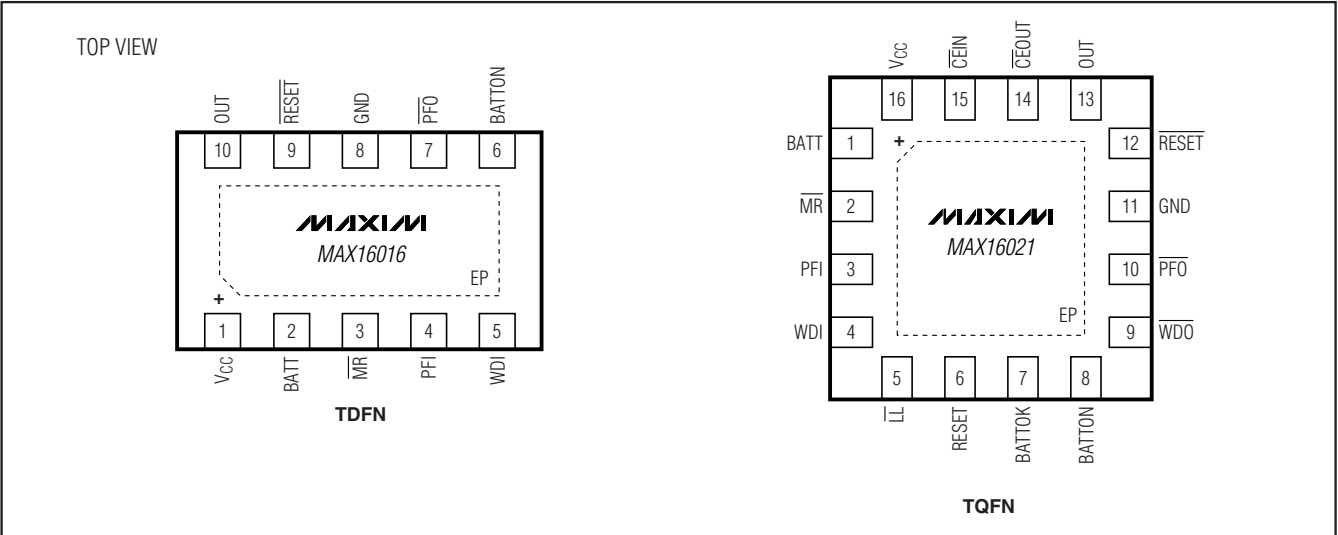 TOP VIEW
OUT
RESET
GND
PFO
BATTON
10
9
8
7
6
MAXIM
MAX16016
EP
+
1
2
3
4
5
VCC
BATT
MR
PFI
WDI
TDFN
VCC
CEIN
CEOUT
OUT
16
15
14
13
BATT 1
MR 2
PFI 3
WDI 4
+
MAXIM
MAX16021
EP
12 RESET
11 GND
10 PFO
9 WDO
5
6
7
8
LL
RESET
BATTOK
BATTON
TQFN